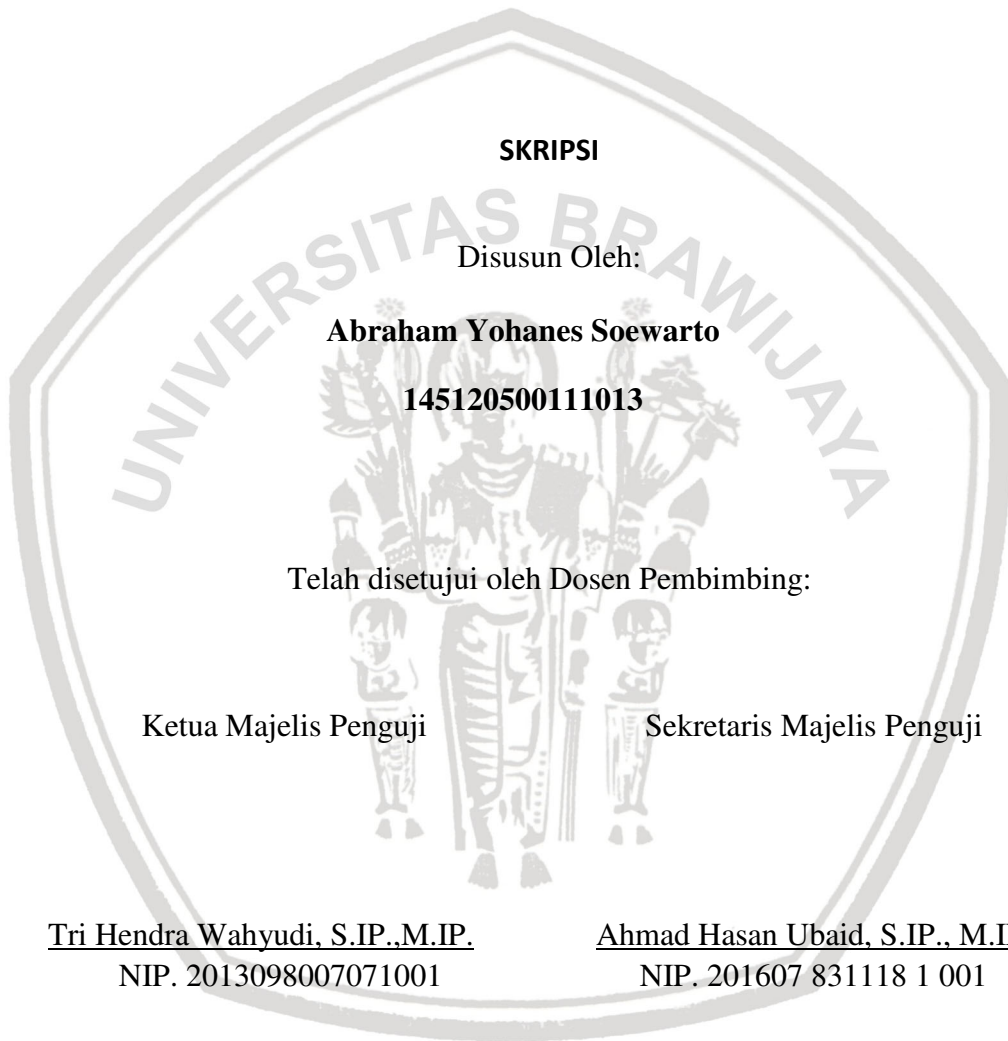 SKRIPSI
UNIVERSITAS BRAWIJAYA
Disusun Oleh:
Abraham Yohanes Soewarto
145120500111013
Telah disetujui oleh Dosen Pembimbing:
Ketua Majelis Penguji Sekretaris Majelis Penguji
Tri Hendra Wahyudi, S.IP.,M.IP. Ahmad Hasan Ubaid, S.IP.,
NIP. 2013098007071001 NIP. 201607 831118 1 001